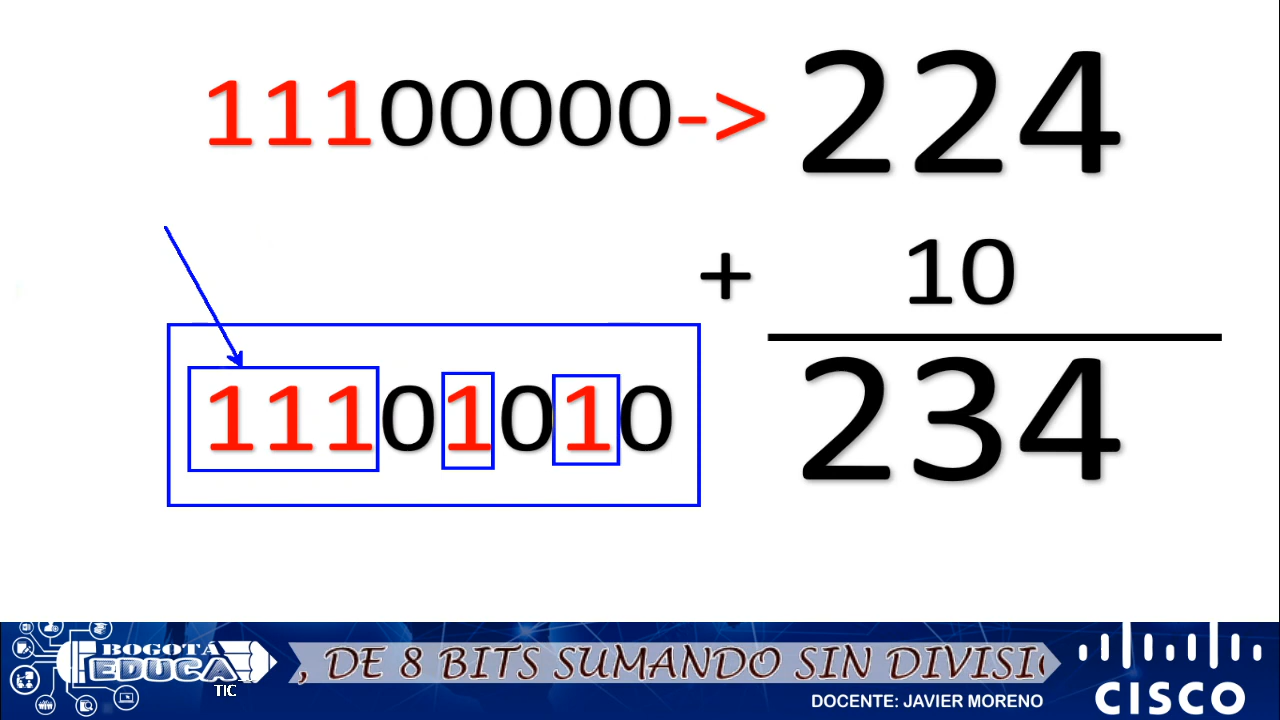 11100000-> 224
+ 10
11101010 234
BOGOTA
EDUCA
TIC
, DE 8 BITS SUMANDO SIN DIVISI
DOCENTE: JAVIER MORENO
CISCO